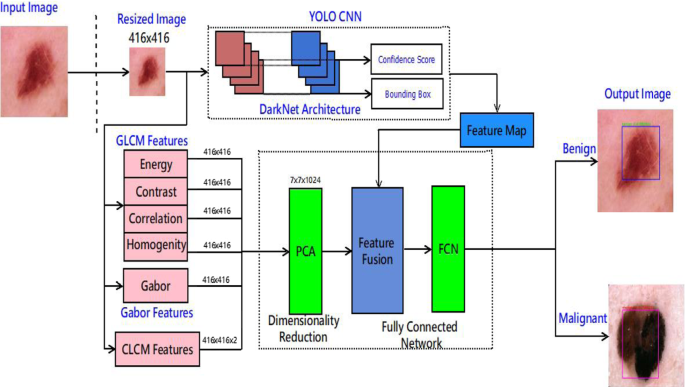 Input Image
Resized Image
416x416
YOLO CNN
Confidence Score
Bounding Box
DarkNet Architecture
Feature Map
Output Image
Benign
Malignant
GLCM Features
Energy
416x416
Contrast
416x416
Correlation
416x416
Homogenity
416x416
Gabor
416x416
Gabor Features
CLCM Features
416x416x2
7x7x1024
PCA
Feature
Fusion
FCN
Dimensionality
Reduction
Fully Connected
Network